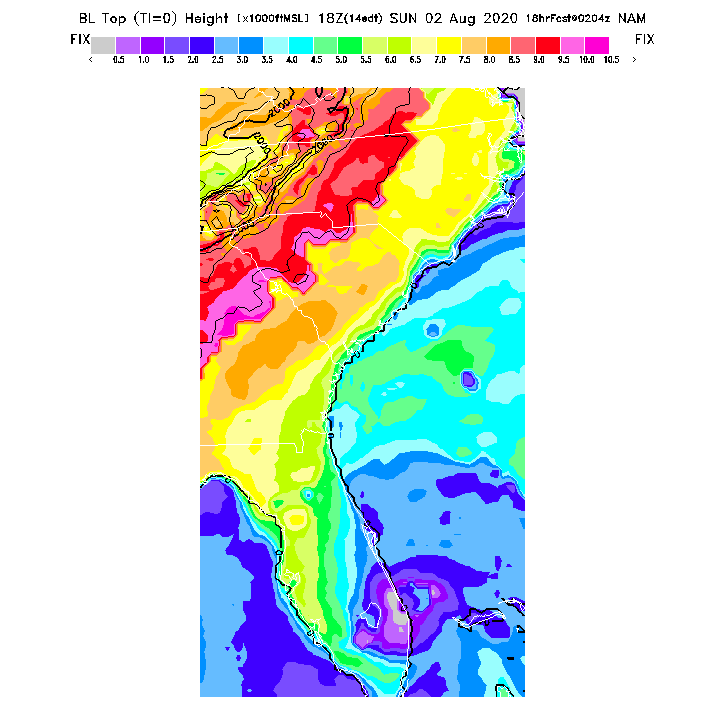 BL Top (TI=0) Height [x1000ftMSL] 18Z(14edt) SUN 02 Aug 2020 18hrFcst@0204z NAM
FIX FIX
< 0.5 1.0 1.5 2.0 2.5 3.0 3.5 4.0 4.5 5.0 5.5 6.0 6.5 7.0 7.5 8.0 8.5 9.0 9.5 10.0 10.5 >
2000
2000
2000